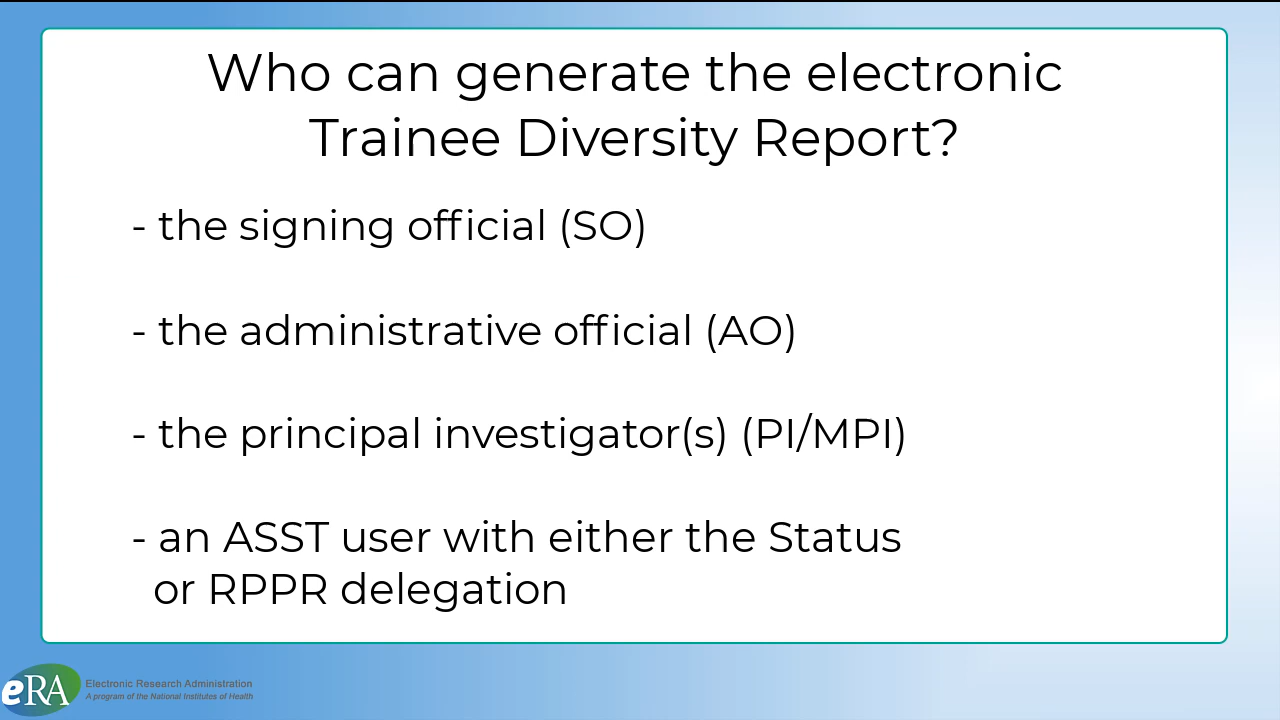 Who can generate the electronic
Trainee Diversity Report?
- the signing official (SO)
- the administrative official (AO)
- the principal investigator(s) (PI/MPI)
- an ASST user with either the Status
or RPPR delegation
eRA
Electronic Research Administration
A program of the National Institutes of Health